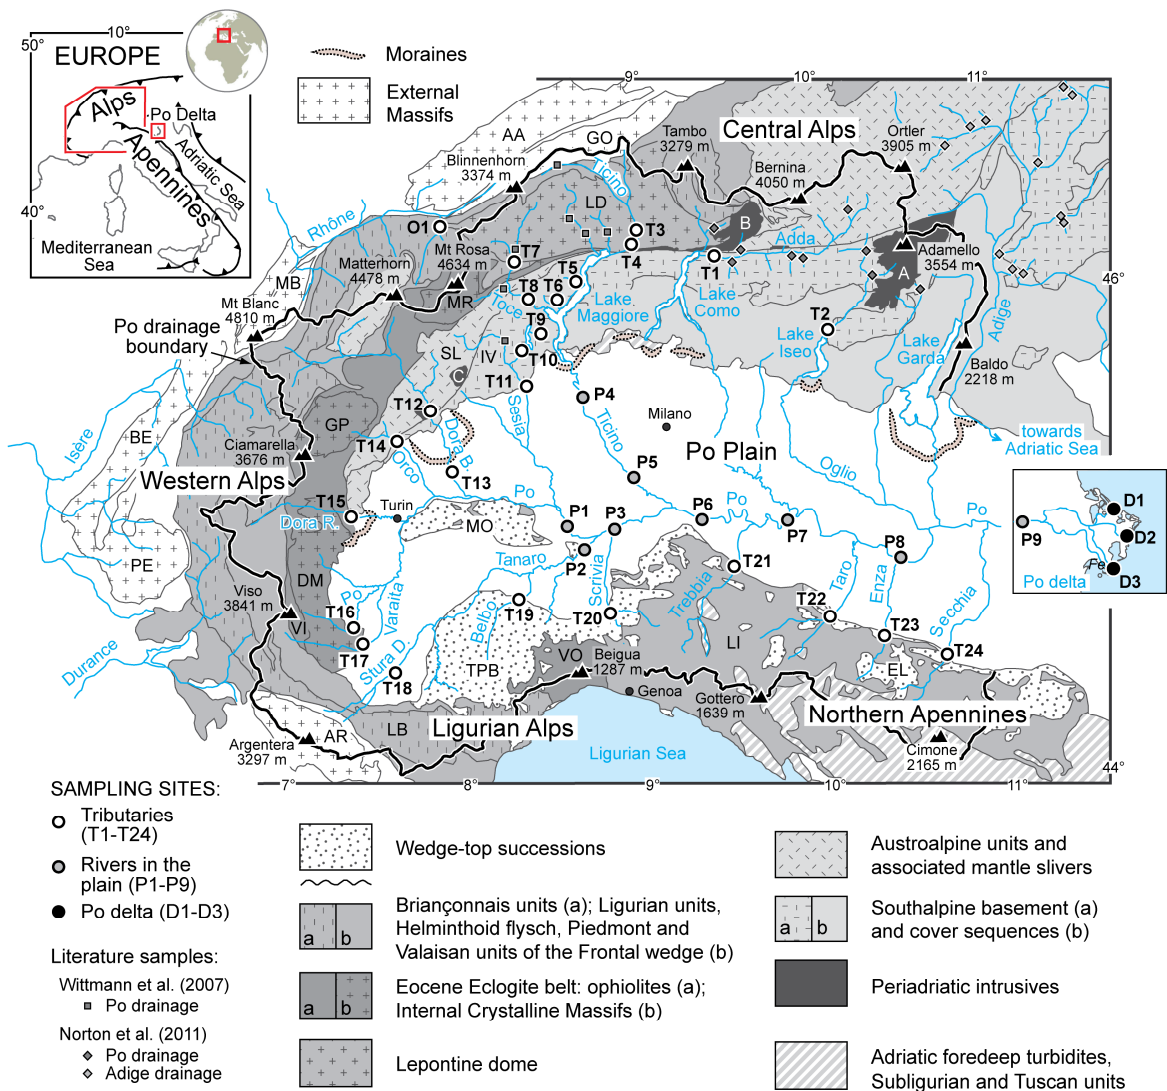 50°
10°
EUROPE
Alps
Po Delta
Apennines
Adriatic Sea
40°
Mediterranean
Sea
Moraines
External
Massifs
9°
10°
11°
AA
GO
Tambo
3279 m
Central Alps
Ortler
3905 m
Blinnenhorn
3374 m
Ticino
Bernina
4050 m
LD
Rhône
O1
T3
B
Mt Rosa
4634 m
T7
T4
Adda
Adamello
3554 m
Matterhorn
4478 m
T5
T1
A
46°
MB
MR
T8
T6
Toce
Lake
Maggiore
Lake
Como
Mt Blanc
4810 m
T9
T2
Adige
Po drainage
boundary
SL
IV
T10
Lake
Iseo
Lake
Garda
C
T11
Baldo
2218 m
T12
P4
Sesia
Ticino
Milano
GP
BE
Isère
Ciamarella
3676 m
T14
Dora B.
towards
Adriatic Sea
Po Plain
Orco
Oglio
Western Alps
T13
P5
T15
Turin
Po
P6
Po
Po
D1
Dora R.
MO
P1
P3
P7
P9
D2
PE
Tanaro
P2
P8
Fe
D3
Po delta
DM
Scrivia
T21
Taro
Enza
Viso
3841 m
Po
T16
Varaita
Belbo
T19
T20
Trebbia
T22
Secchia
VI
T23
T17
LI
T24
Durance
Stura D.
TPB
VO
Beigua
1287 m
EL
T18
Genoa
Gottero
1639 m
Northern Apennines
AR
LB
Ligurian Alps
Argentera
3297 m
Ligurian Sea
Cimone
2165 m
7°
8°
9°
10°
11°
44°
SAMPLING SITES:
Tributaries
(T1-T24)
Rivers in the
plain (P1-P9)
Po delta (D1-D3)
Literature samples:
Wittmann et al. (2007)
Po drainage
Norton et al. (2011)
Po drainage
Adige drainage
Wedge-top successions
a b
Briançonnais units (a); Ligurian units,
Helminthoid flysch, Piedmont and
Valaisan units of the Frontal wedge (b)
a b
Eocene Eclogite belt: ophiolites (a);
Internal Crystalline Massifs (b)
Lepontine dome
Austroalpine units and
associated mantle slivers
a b
Southalpine basement (a)
and cover sequences (b)
Periadriatic intrusives
Adriatic foredeep turbidites,
Subligurian and Tuscan units